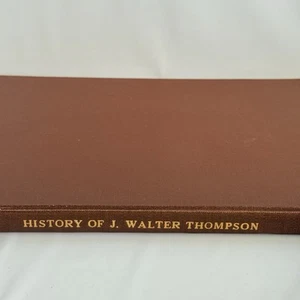 HISTORY OF J. WALTER THOMPSON